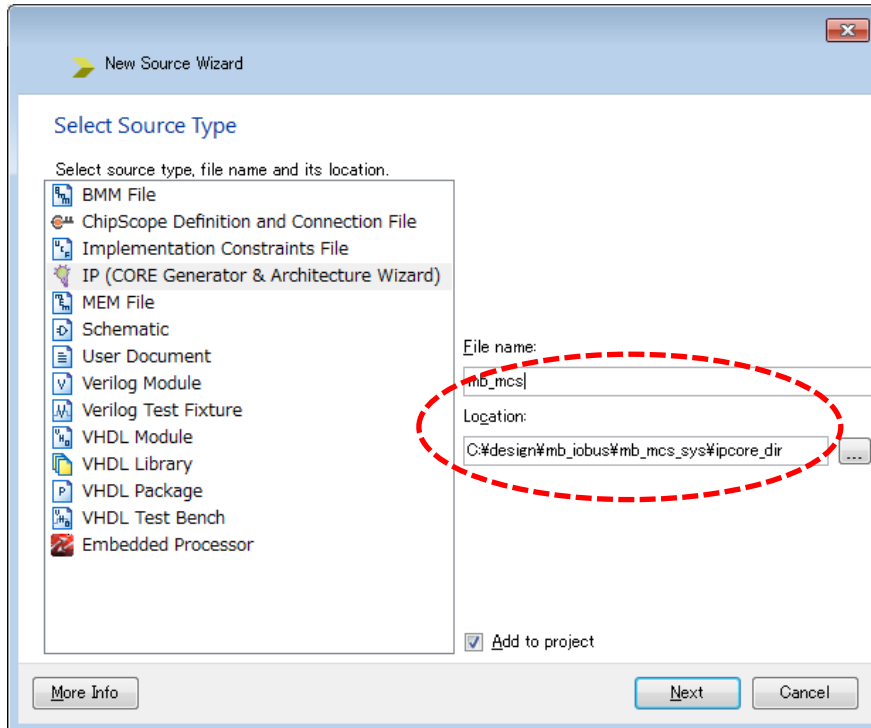 New Source Wizard
Select Source Type
Select source type, file name and its location.
BMM File
ChipScope Definition and Connection File
Implementation Constraints File
IP (CORE Generator & Architecture Wizard)
MEM File
Schematic
User Document
Verilog Module
Verilog Test Fixture
VHDL Module
VHDL Library
VHDL Package
VHDL Test Bench
Embedded Processor
File name:
mb_mcs
Location:
C:¥design¥mb_iobus¥mb_mcs_sys¥ipcore_dir
...
Add to project
More Info
Next
Cancel